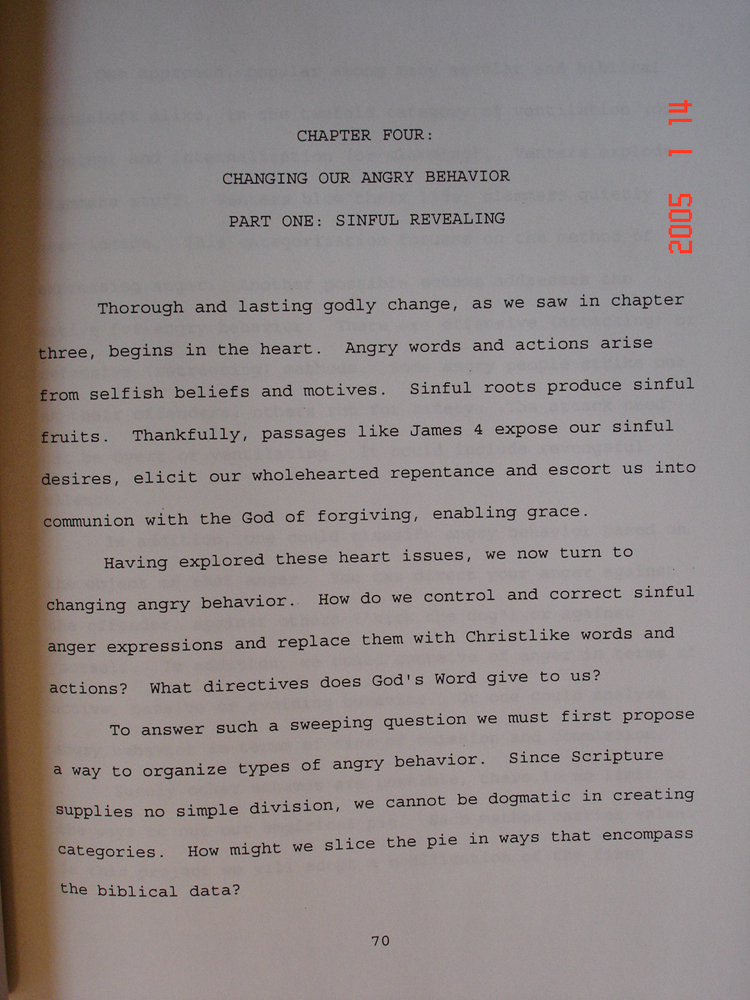 CHAPTER FOUR:
CHANGING OUR ANGRY BEHAVIOR
PART ONE: SINFUL REVEALING
2005 1 14
Thorough and lasting godly change, as we saw in chapter
three, begins in the heart. Angry words and actions arise
from selfish beliefs and motives. Sinful roots produce sinful
fruits. Thankfully, passages like James 4 expose our sinful
desires, elicit our wholehearted repentance and escort us into
communion with the God of forgiving, enabling grace.
Having explored these heart issues, we now turn to
changing angry behavior. How do we control and correct sinful
anger expressions and replace them with Christlike words and
actions? What directives does God's Word give to us?
To answer such a sweeping question we must first propose
a way to organize types of angry behavior. Since Scripture
supplies no simple division, we cannot be dogmatic in creating
categories. How might we slice the pie in ways that encompass
the biblical data?
70